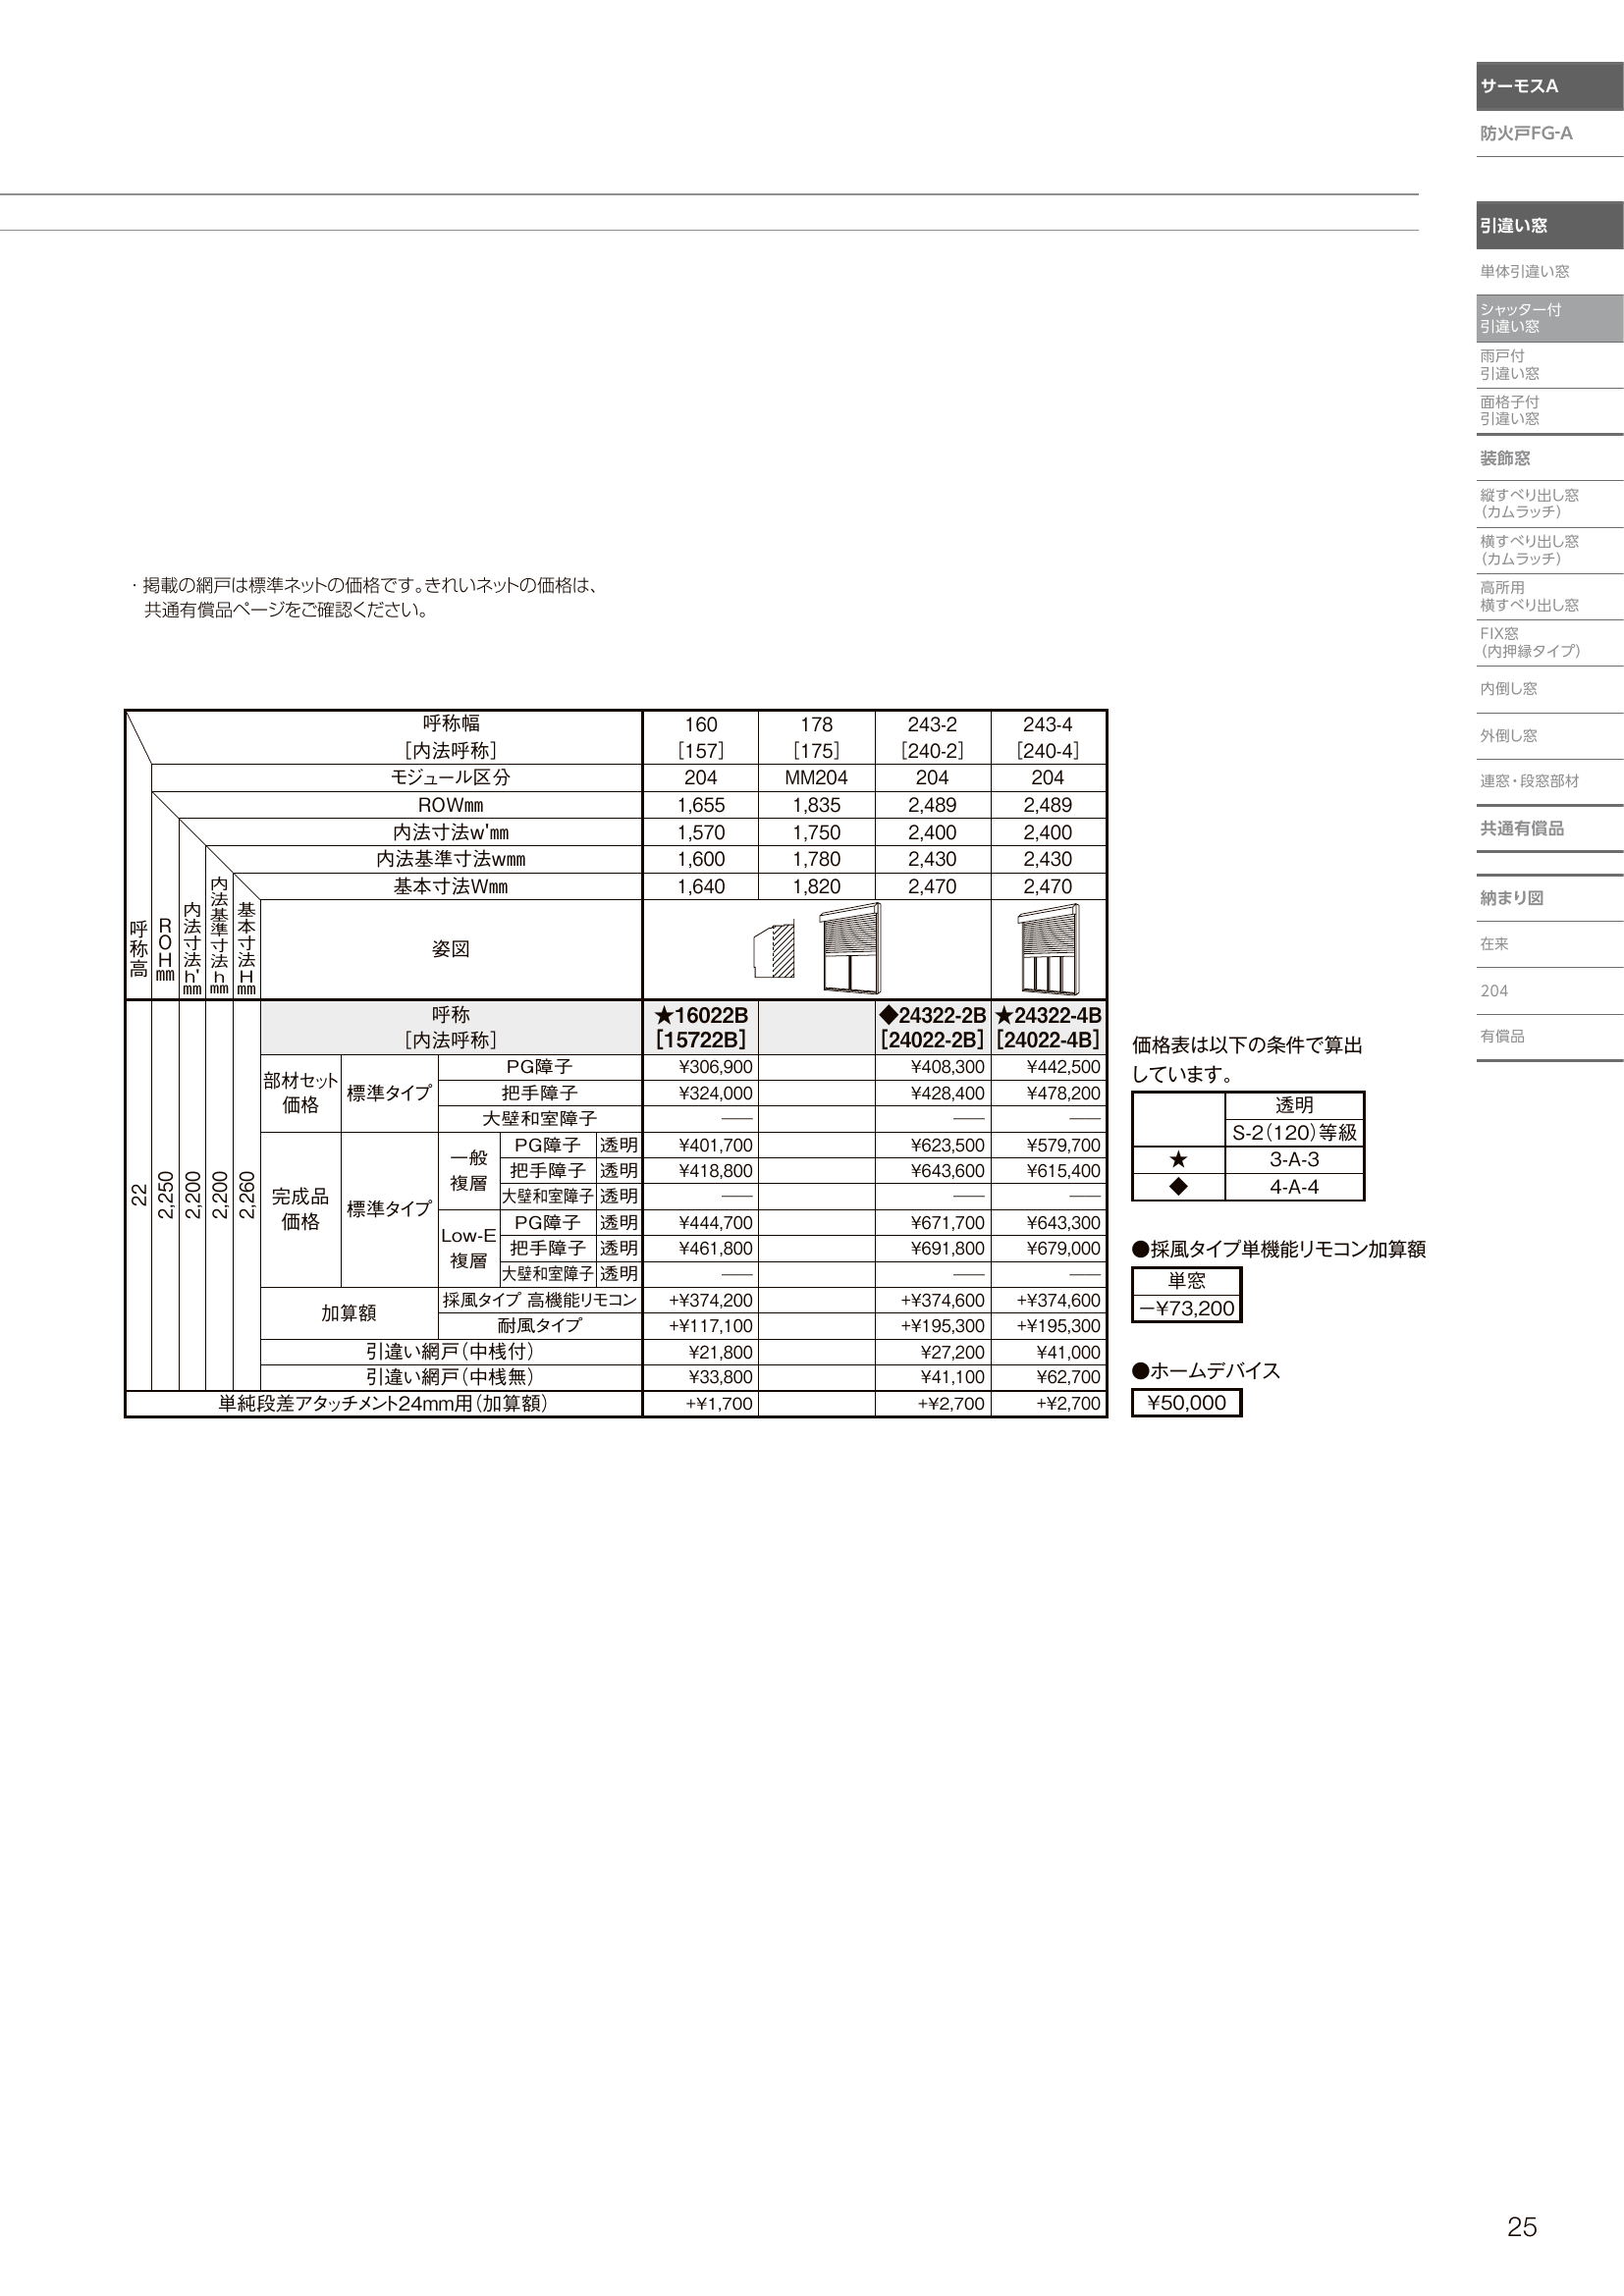 サーモスA
防火戸FG-A
引違い窓
単体引違い窓
シャッター付
引違い窓
雨戸付
引違い窓
面格子付
引違い窓
装飾窓
縦すべり出し窓
（カムラッチ）
横すべり出し窓
（カムラッチ）
高所用
横すべり出し窓
FIX窓
（内押縁タイプ）
内倒し窓
外倒し窓
連窓・段窓部材
共通有償品
納まり図
在来
204
有償品
・掲載の網戸は標準ネットの価格です。きれいネットの価格は、
共通有償品ページをご確認ください。
呼称幅 160 178 243-2 243-4
［内法呼称］ ［157］ ［175］ ［240-2］ ［240-4］
モジュール区分 204 MM204 204 204
ROW㎜ 1,655 1,835 2,489 2,489
内法寸法w'㎜ 1,570 1,750 2,400 2,400
内法基準寸法w㎜ 1,600 1,780 2,430 2,430
基本寸法W㎜ 1,640 1,820 2,470 2,470
呼称高
ROH㎜
内法寸法h'㎜
内法基準寸法h㎜
基本寸法H㎜
姿図
22
2,250
2,200
2,200
2,260
呼称 ★16022B ◆24322-2B ★24322-4B
［内法呼称］ ［15722B］ ［24022-2B］ ［24022-4B］
部材セット価格 標準タイプ PG障子 ¥306,900 ¥408,300 ¥442,500
把手障子 ¥324,000 ¥428,400 ¥478,200
大壁和室障子 — — —
完成品価格 標準タイプ 一般複層 PG障子 透明 ¥401,700 ¥623,500 ¥579,700
把手障子 透明 ¥418,800 ¥643,600 ¥615,400
大壁和室障子 透明 — — —
Low-E複層 PG障子 透明 ¥444,700 ¥671,700 ¥643,300
把手障子 透明 ¥461,800 ¥691,800 ¥679,000
大壁和室障子 透明 — — —
加算額 採風タイプ 高機能リモコン +¥374,200 +¥374,600 +¥374,600
耐風タイプ +¥117,100 +¥195,300 +¥195,300
引違い網戸（中桟付） ¥21,800 ¥27,200 ¥41,000
引違い網戸（中桟無） ¥33,800 ¥41,100 ¥62,700
単純段差アタッチメント24mm用（加算額） +¥1,700 +¥2,700 +¥2,700
価格表は以下の条件で算出
しています。
透明
S-2（120）等級
★ 3-A-3
◆ 4-A-4
●採風タイプ単機能リモコン加算額
単窓
−¥73,200
●ホームデバイス
¥50,000
25